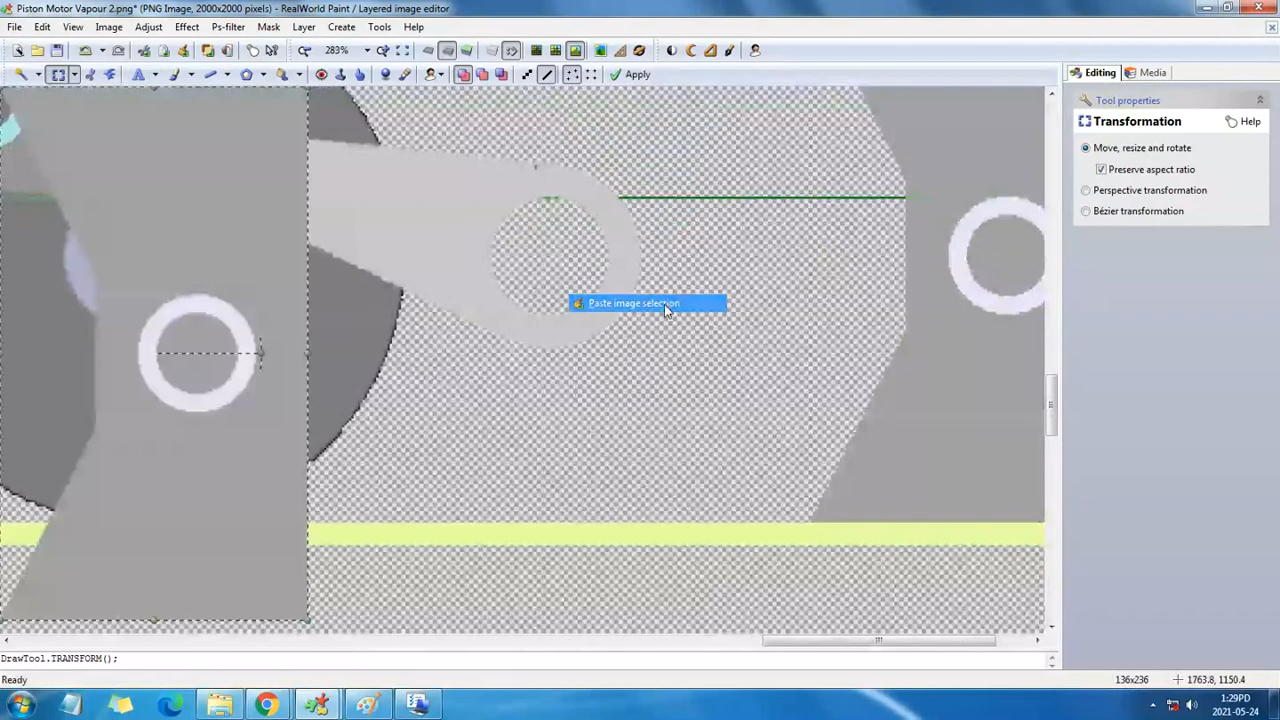 Piston Motor Vapour 2.png* (PNG Image, 2000x2000 pixels) - RealWorld Paint / Layered image editor
File Edit View Image Adjust Effect Ps-filter Mask Layer Create Tools Help
283%
Apply
Editing Media
Tool properties
Transformation Help
Move, resize and rotate
Preserve aspect ratio
Perspective transformation
Bézier transformation
Paste image selection
DrawTool.TRANSFORM();
Ready 136x236 1763.8, 1150.4
1:29PD
2021-05-24